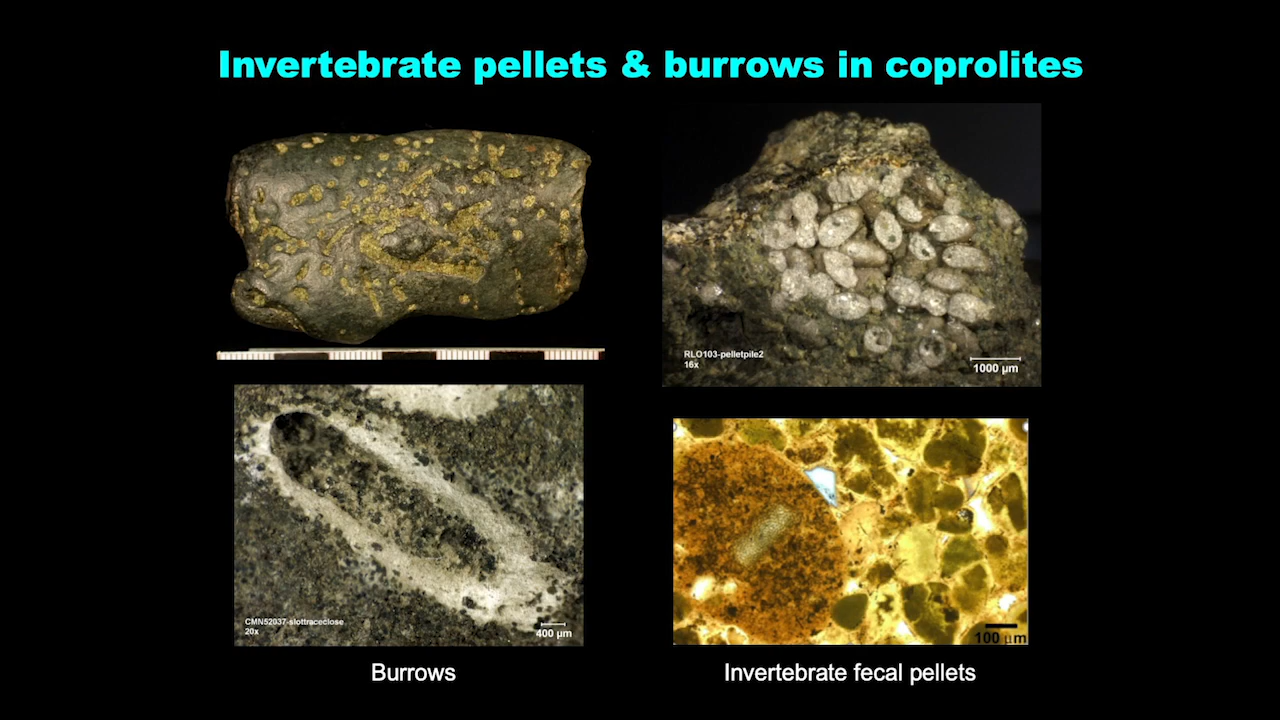 Invertebrate pellets & burrows in coprolites
RLO103-pelletpile2
16x
1000 µm
CMN52037-slottraceclose
20x
400 µm
100 µm
Burrows
Invertebrate fecal pellets